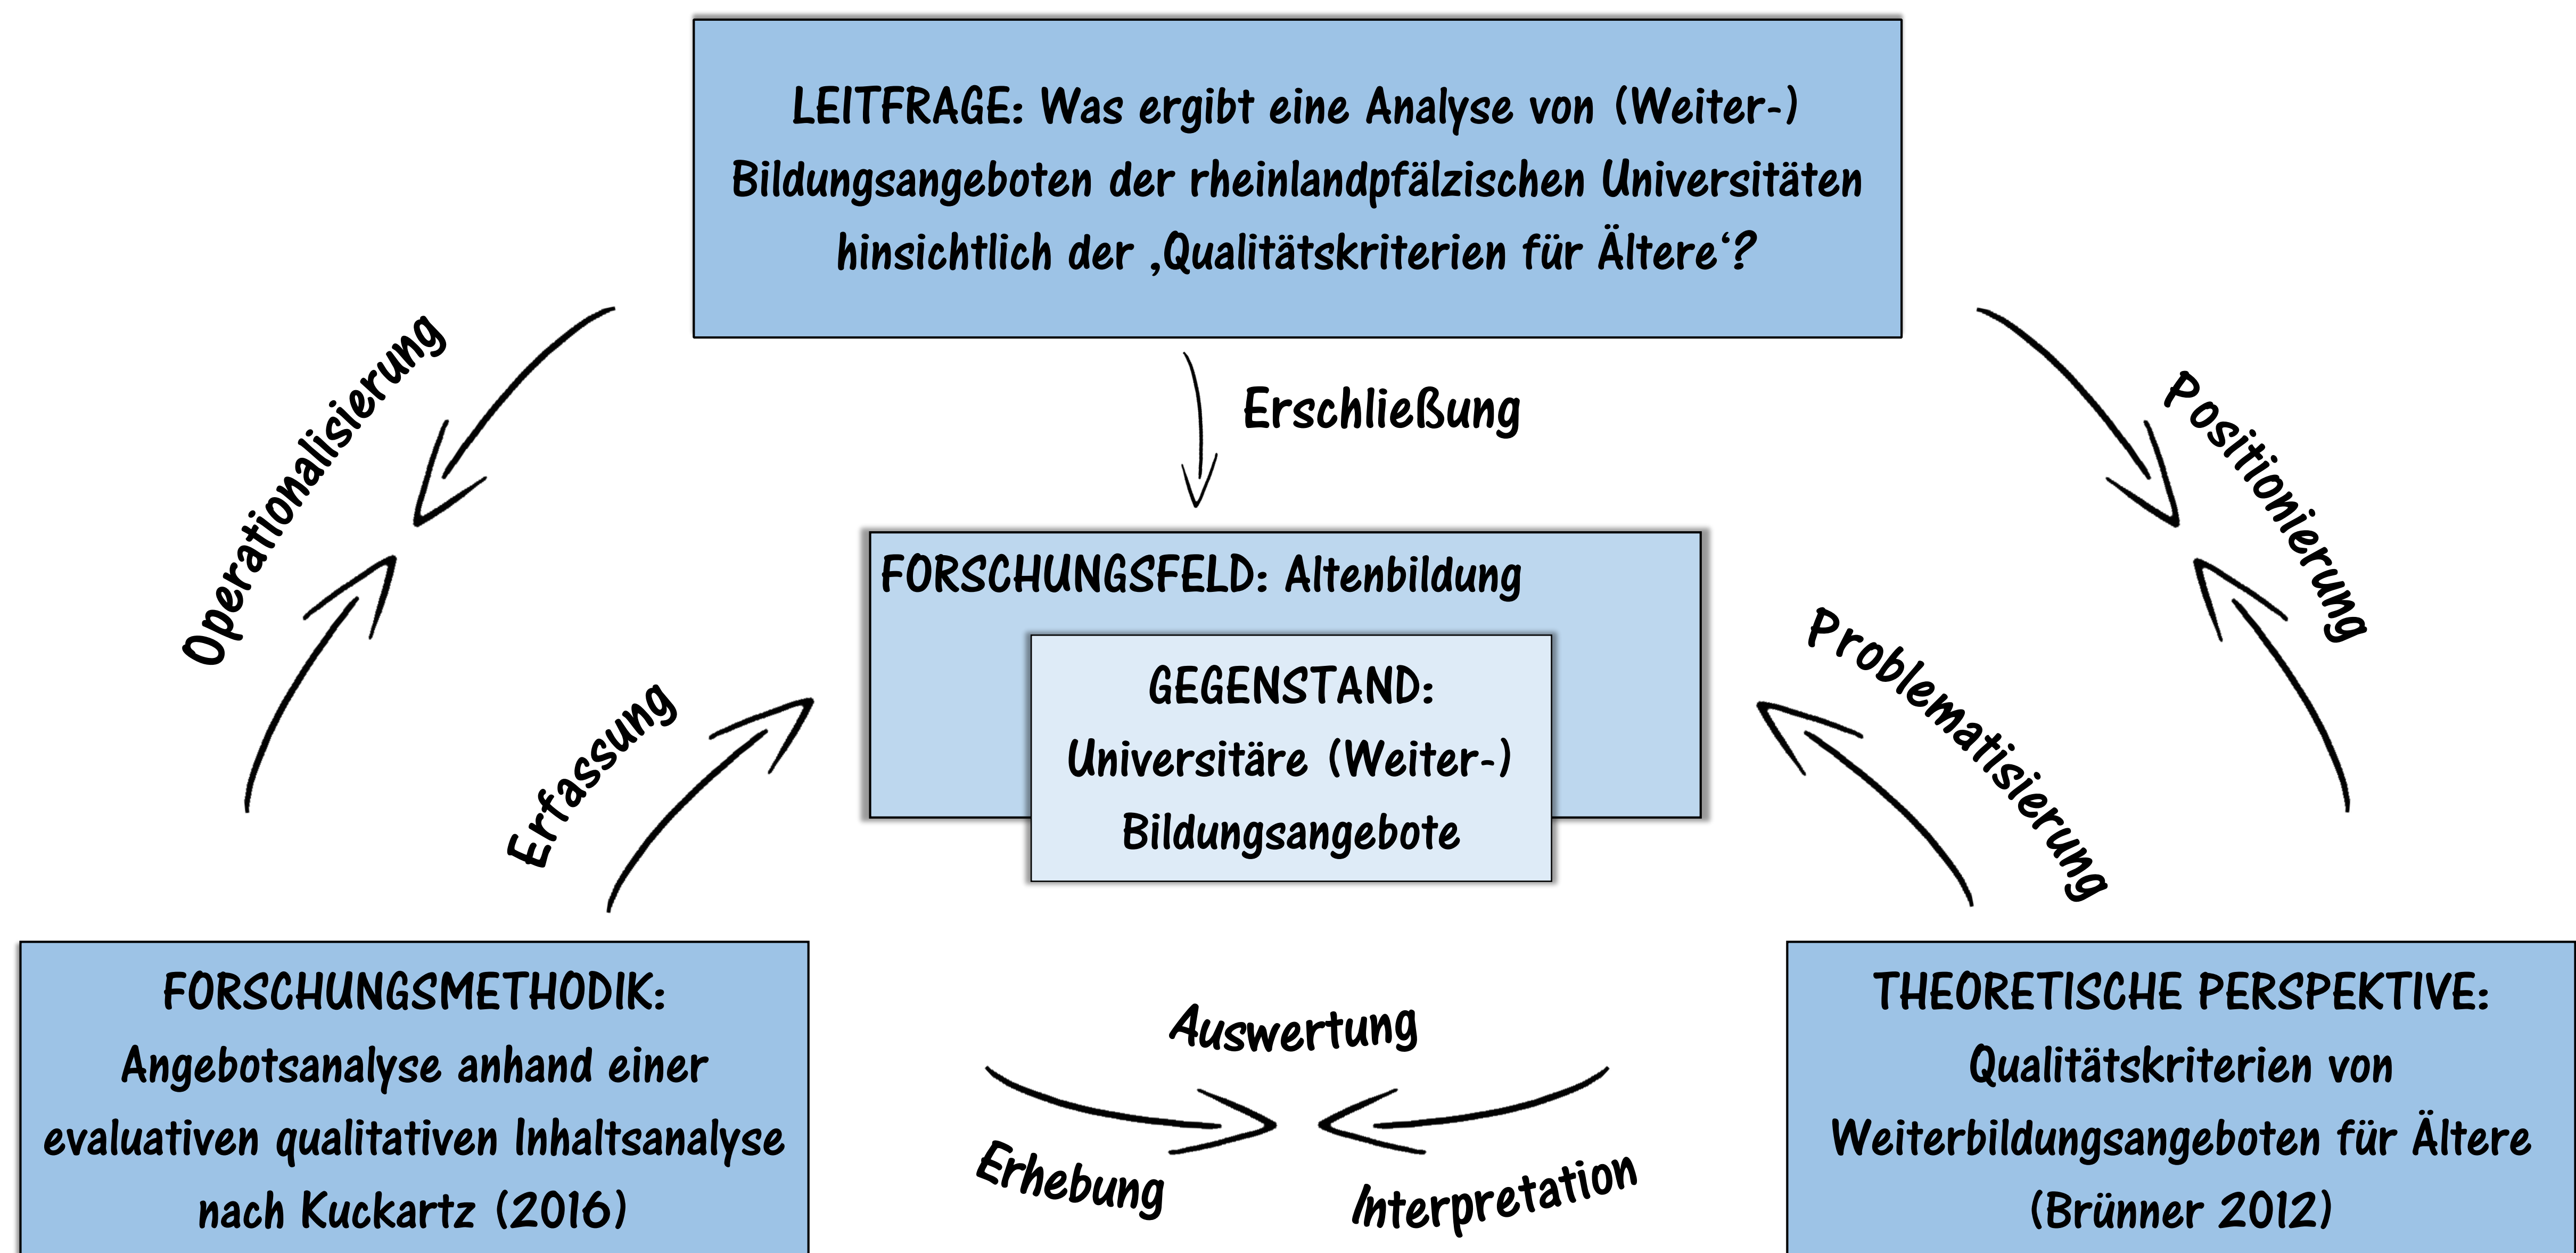 LEITFRAGE: Was ergibt eine Analyse von (Weiter-)
Bildungsangeboten der rheinlandpfälzischen Universitäten
hinsichtlich der ‚Qualitätskriterien für Ältere‘?
Operationalisierung
Erschließung
Positionierung
FORSCHUNGSFELD: Altenbildung
GEGENSTAND:
Universitäre (Weiter-)
Bildungsangebote
Erfassung
Problematisierung
FORSCHUNGSMETHODIK:
Angebotsanalyse anhand einer
evaluativen qualitativen Inhaltsanalyse
nach Kuckartz (2016)
Auswertung
Erhebung
Interpretation
THEORETISCHE PERSPEKTIVE:
Qualitätskriterien von
Weiterbildungsangeboten für Ältere
(Brünner 2012)